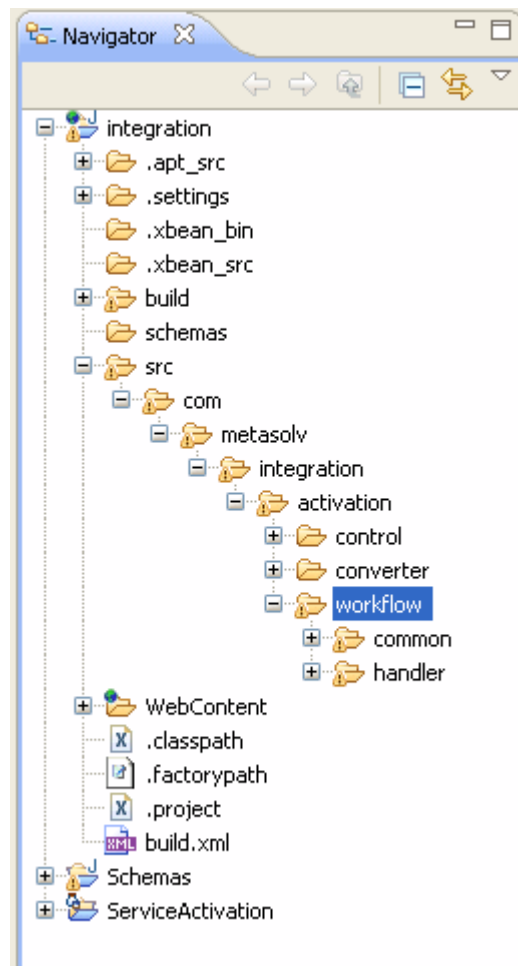 Navigator
integration
.apt_src
.settings
.xbean_bin
.xbean_src
build
schemas
src
com
metasolv
integration
activation
control
converter
workflow
common
handler
WebContent
.classpath
.factorypath
.project
build.xml
Schemas
ServiceActivation